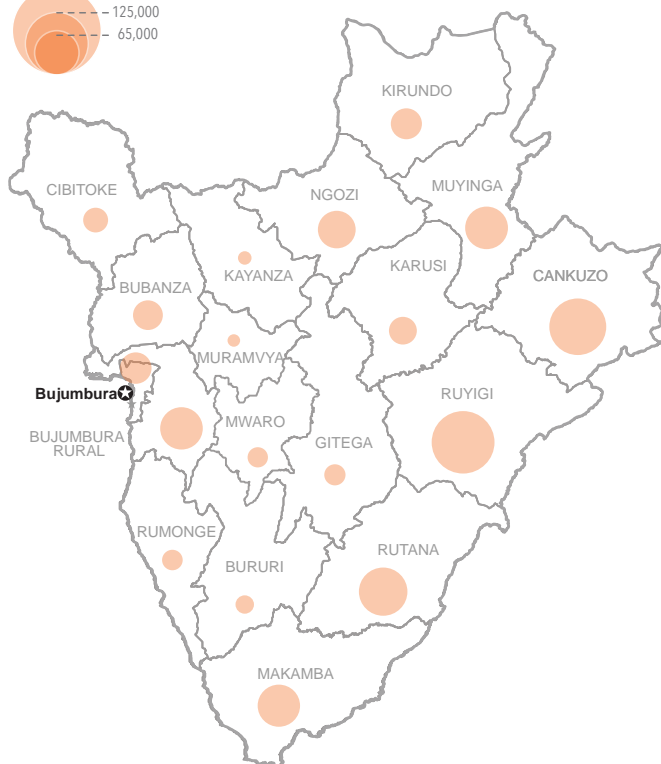 125,000
65,000
KIRUNDO
CIBITOKE
NGOZI
MUYINGA
KAYANZA
KARUSI
CANKUZO
BUBANZA
MURAMVYA
Bujumbura
RUYIGI
MWARO
BUJUMBURA
RURAL
GITEGA
RUMONGE
BURURI
RUTANA
MAKAMBA